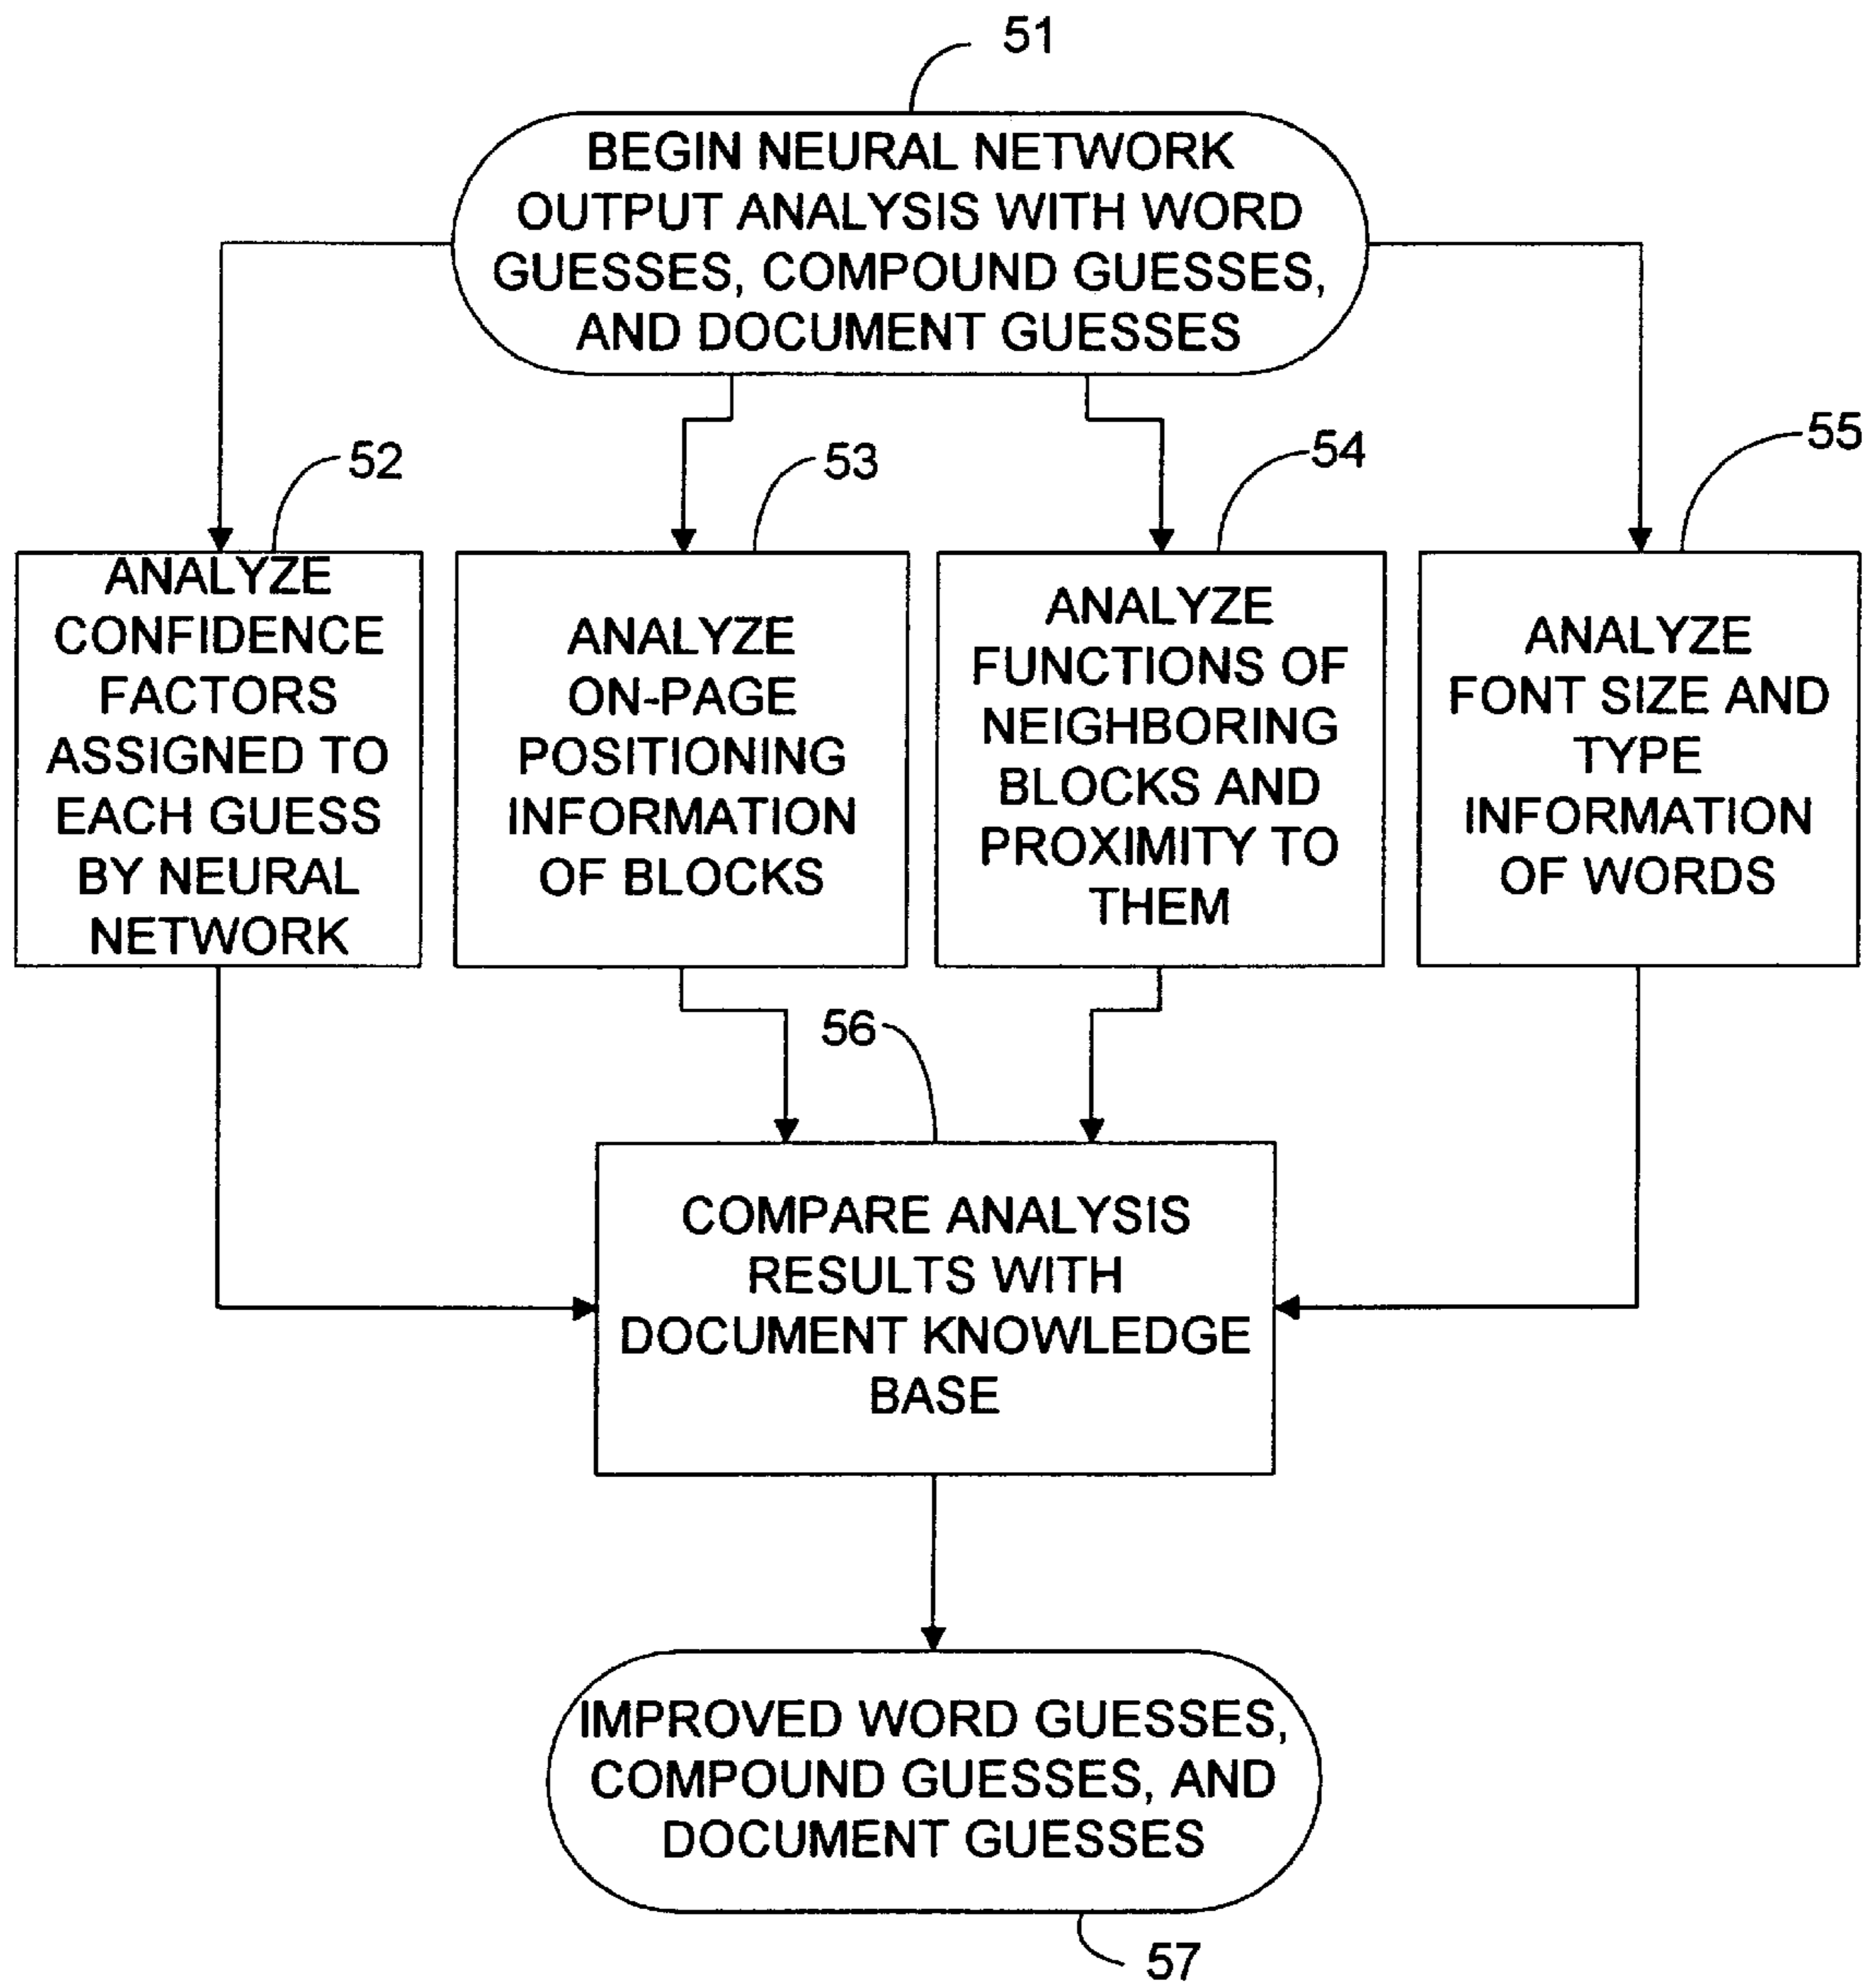 51
BEGIN NEURAL NETWORK
OUTPUT ANALYSIS WITH WORD
GUESSES, COMPOUND GUESSES,
AND DOCUMENT GUESSES
52
53
54
55
ANALYZE
CONFIDENCE
FACTORS
ASSIGNED TO
EACH GUESS
BY NEURAL
NETWORK
ANALYZE
ON-PAGE
POSITIONING
INFORMATION
OF BLOCKS
ANALYZE
FUNCTIONS OF
NEIGHBORING
BLOCKS AND
PROXIMITY TO
THEM
ANALYZE
FONT SIZE AND
TYPE
INFORMATION
OF WORDS
56
COMPARE ANALYSIS
RESULTS WITH
DOCUMENT KNOWLEDGE
BASE
IMPROVED WORD GUESSES,
COMPOUND GUESSES, AND
DOCUMENT GUESSES
57